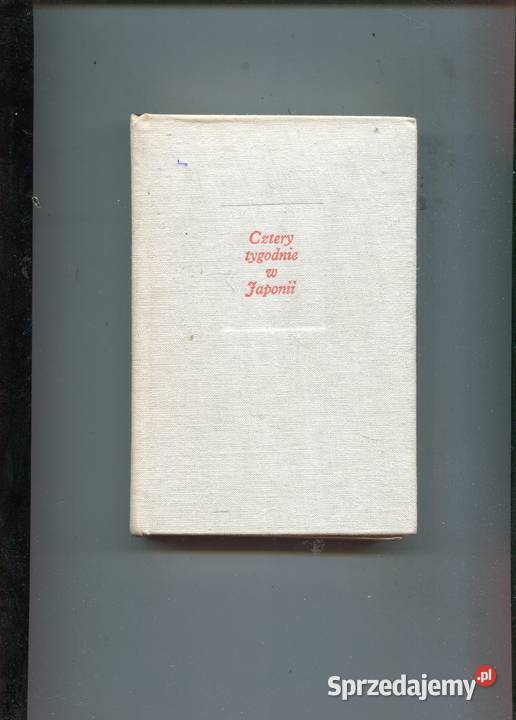 Cztery
tygodnie
w
Japonii
Sprzedajemy.pl